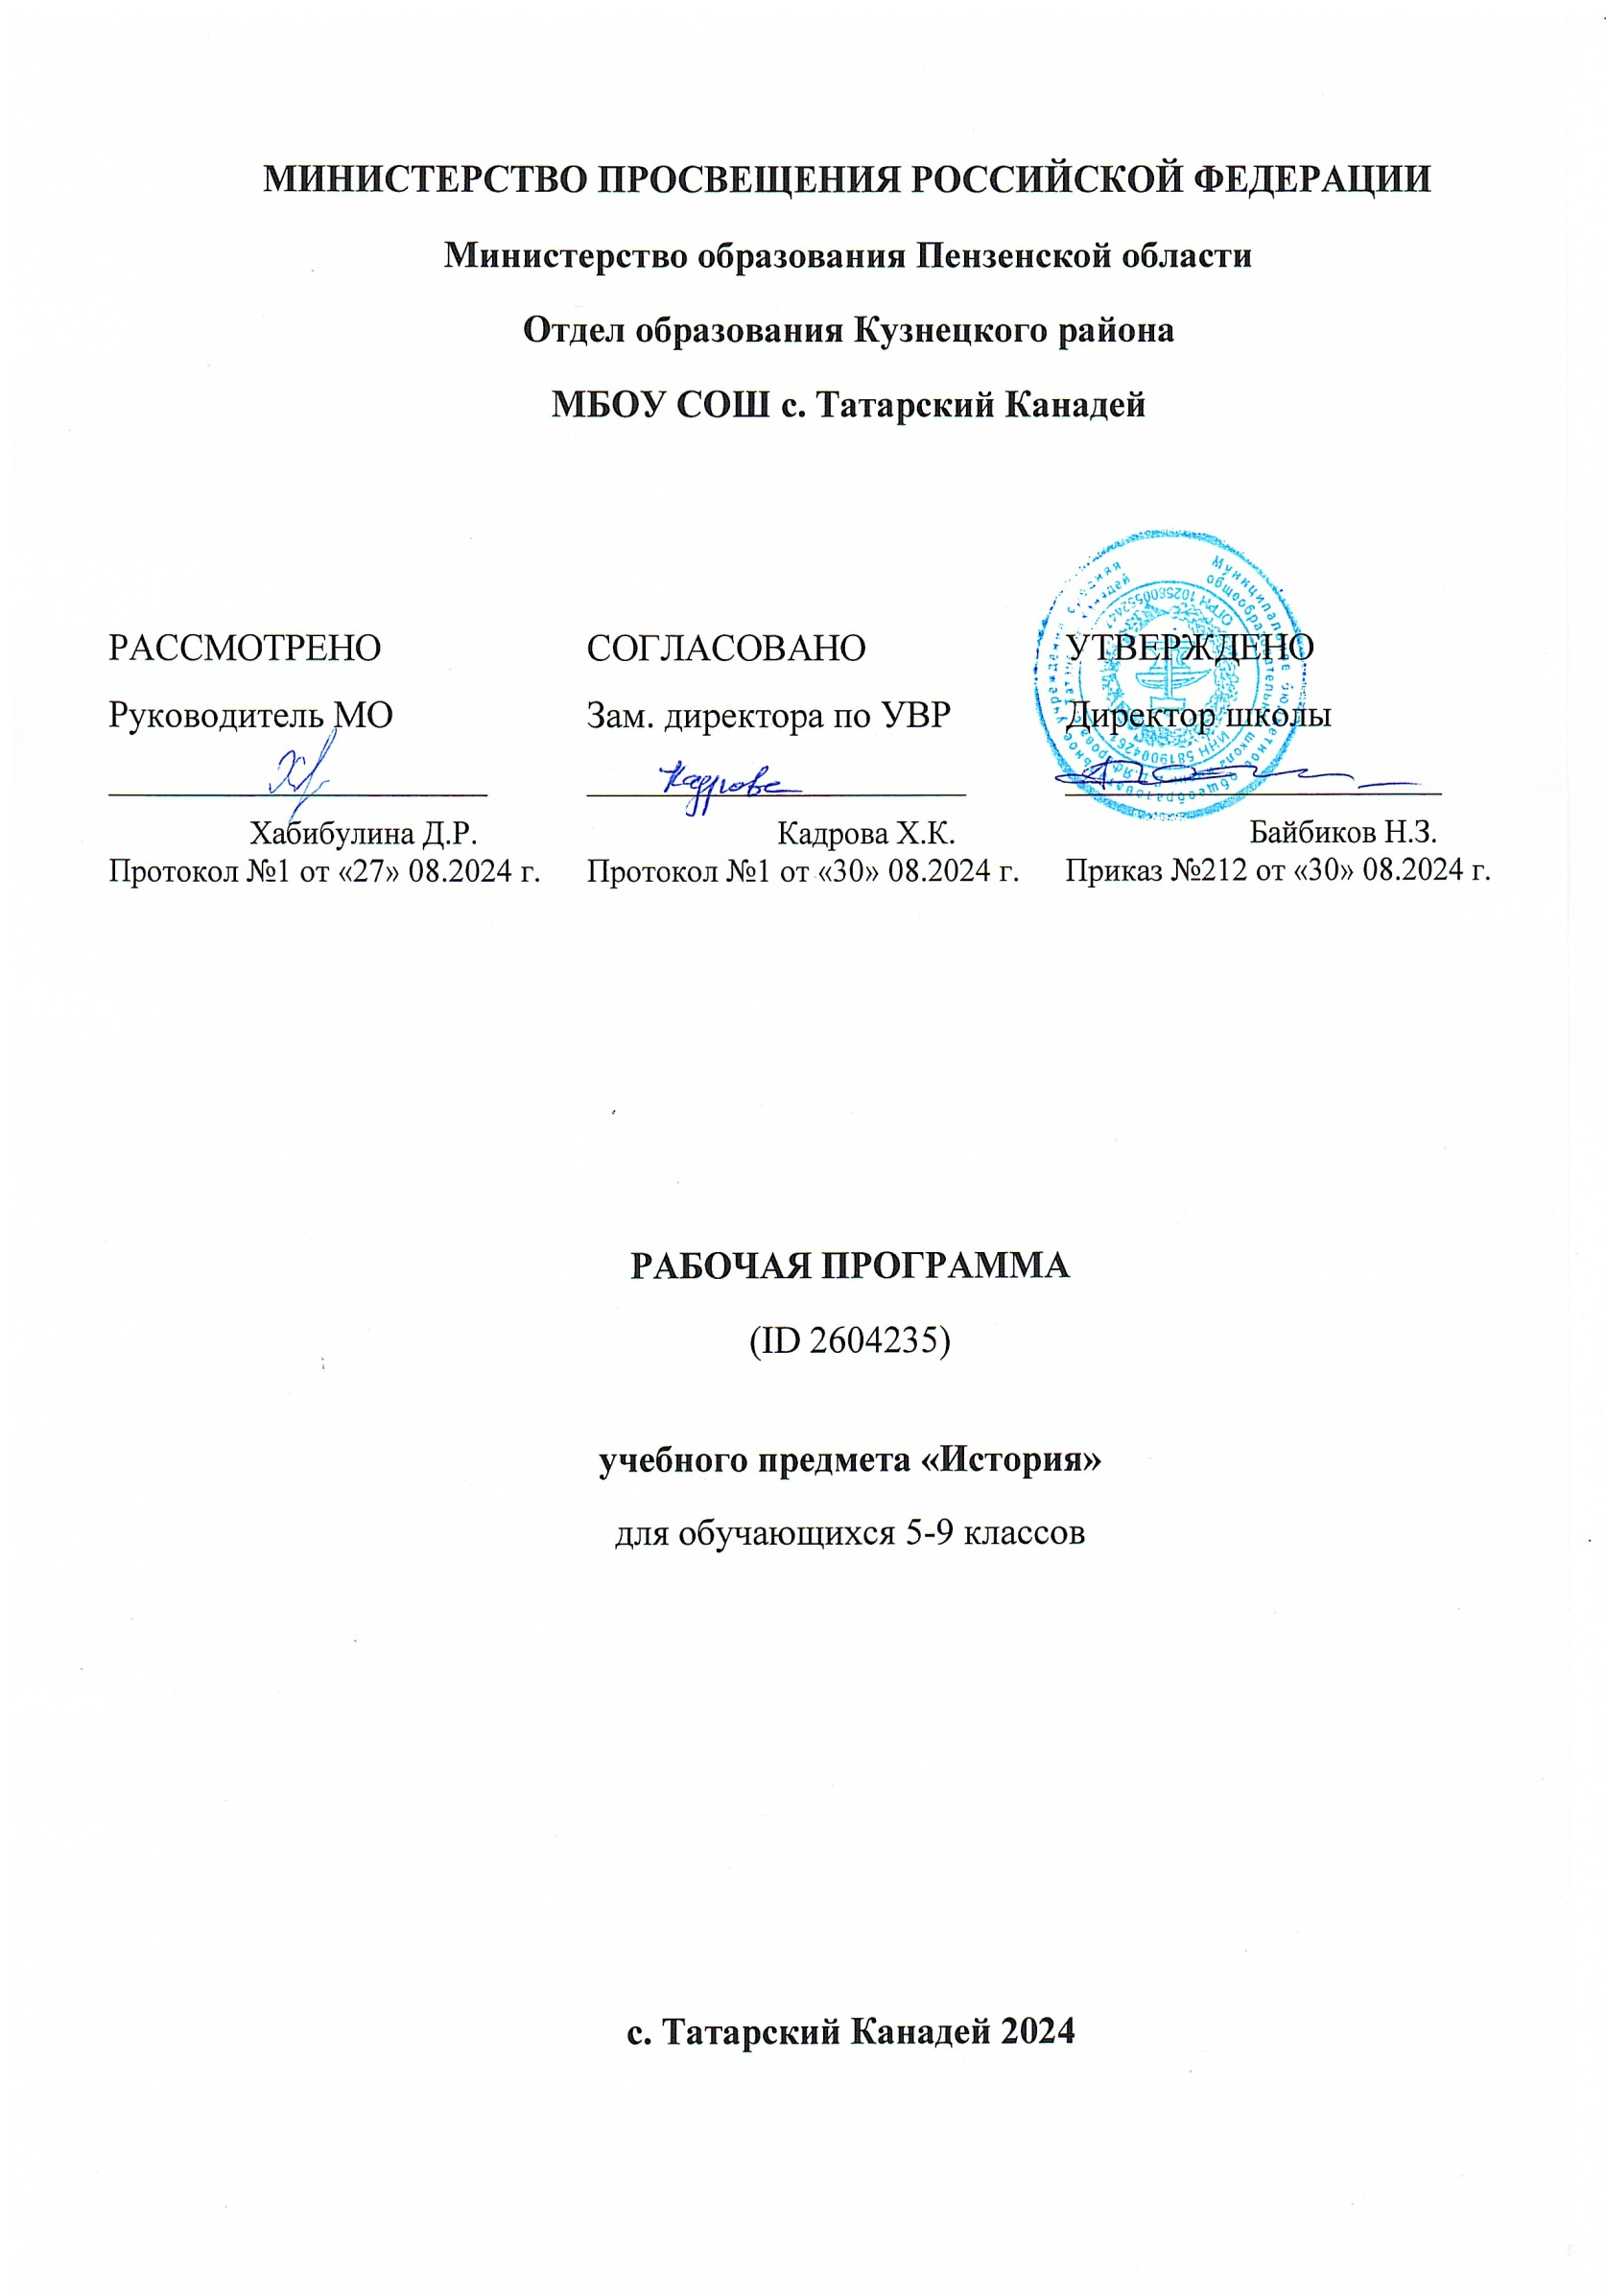 МИНИСТЕРСТВО ПРОСВЕЩЕНИЯ РОССИЙСКОЙ ФЕДЕРАЦИИ
Министерство образования Пензенской области
Отдел образования Кузнецкого района
МБОУ СОШ с. Татарский Канадей
РАССМОТРЕНО
Руководитель МО
Хабибулина Д.Р.
Протокол №1 от «27» 08.2024 г.
СОГЛАСОВАНО
Зам. директора по УВР
Кадрова
Кадрова Х.К.
Протокол №1 от «30» 08.2024 г.
УТВЕРЖДЕНО
Директор школы
Байбиков Н.З.
Приказ №212 от «30» 08.2024 г.
РАБОЧАЯ ПРОГРАММА
(ID 2604235)
учебного предмета «История»
для обучающихся 5-9 классов
с. Татарский Канадей 2024